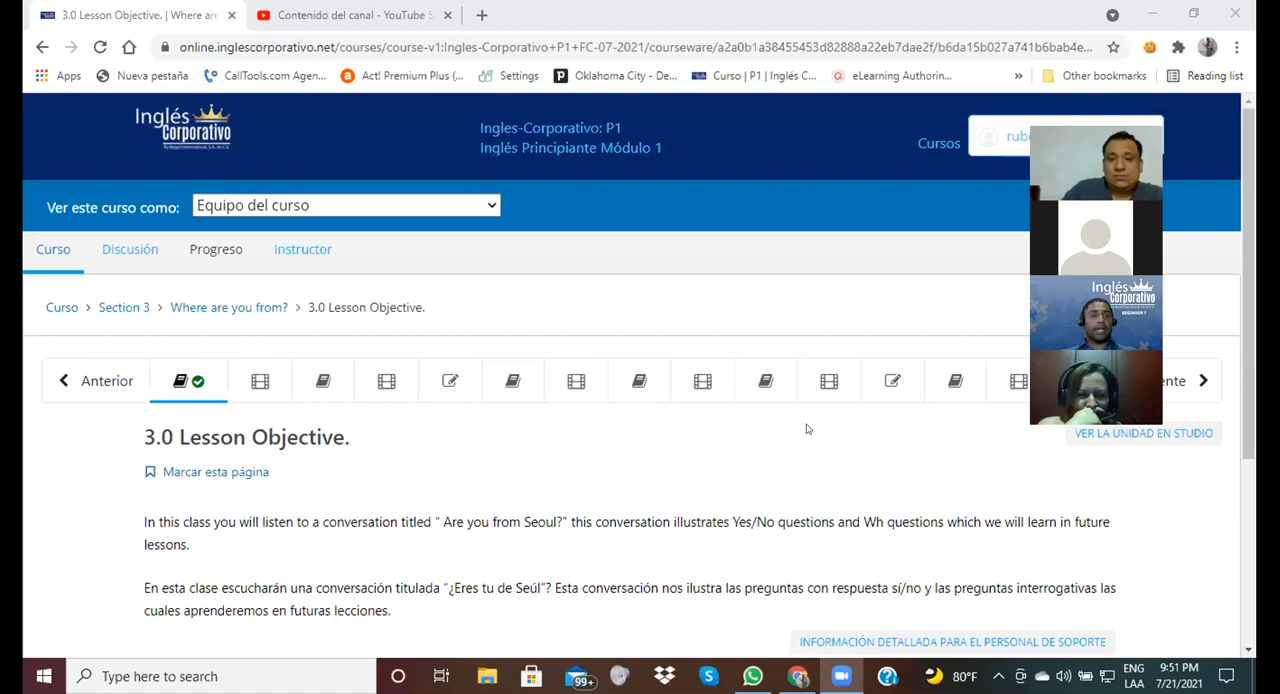 3.0 Lesson Objective. | Where are
Contenido del canal - YouTube S
online.inglescorporativo.net/courses/course-v1:Ingles-Corporativo+P1+FC-07-2021/courseware/a2a0b1a38455453d82888a22eb7dae2f/b6da15b027a741b6bab4e...
Apps
Nueva pestaña
CallTools.com Agen...
Act! Premium Plus (...
Settings
Oklahoma City - De...
Curso | P1 | Inglés C...
eLearning Authorin...
»
Other bookmarks
Reading list
Inglés
Corporativo
Ingles-Corporativo: P1
Inglés Principiante Módulo 1
Cursos
rub
Ver este curso como:
Equipo del curso
Curso
Discusión
Progreso
Instructor
Inglés
Corporativo
BEGINNER 1
Curso > Section 3 > Where are you from? > 3.0 Lesson Objective.
Anterior
ente
3.0 Lesson Objective.
VER LA UNIDAD EN STUDIO
Marcar esta página
In this class you will listen to a conversation titled “ Are you from Seoul?” this conversation illustrates Yes/No questions and Wh questions which we will learn in future
lessons.
En esta clase escucharán una conversación titulada “¿Eres tu de Seúl”? Esta conversación nos ilustra las preguntas con respuesta sí/no y las preguntas interrogativas las
cuales aprenderemos en futuras lecciones.
INFORMACIÓN DETALLADA PARA EL PERSONAL DE SOPORTE
Type here to search
99+
80°F
ENG
LAA
9:51 PM
7/21/2021